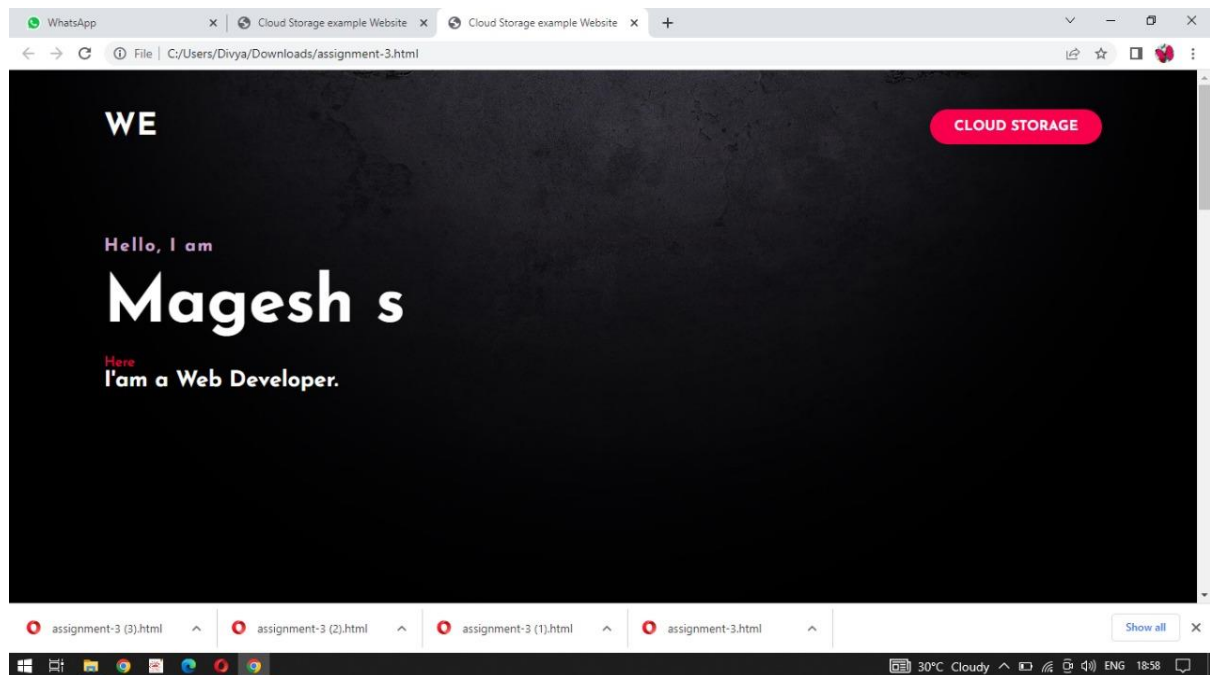 WhatsApp
Cloud Storage example Website
Cloud Storage example Website
File | C:/Users/Divya/Downloads/assignment-3.html
WE
CLOUD STORAGE
Hello, I am
Magesh s
Here
I'am a Web Developer.
assignment-3 (3).html
assignment-3 (2).html
assignment-3 (1).html
assignment-3.html
Show all
30°C Cloudy
ENG
18:58